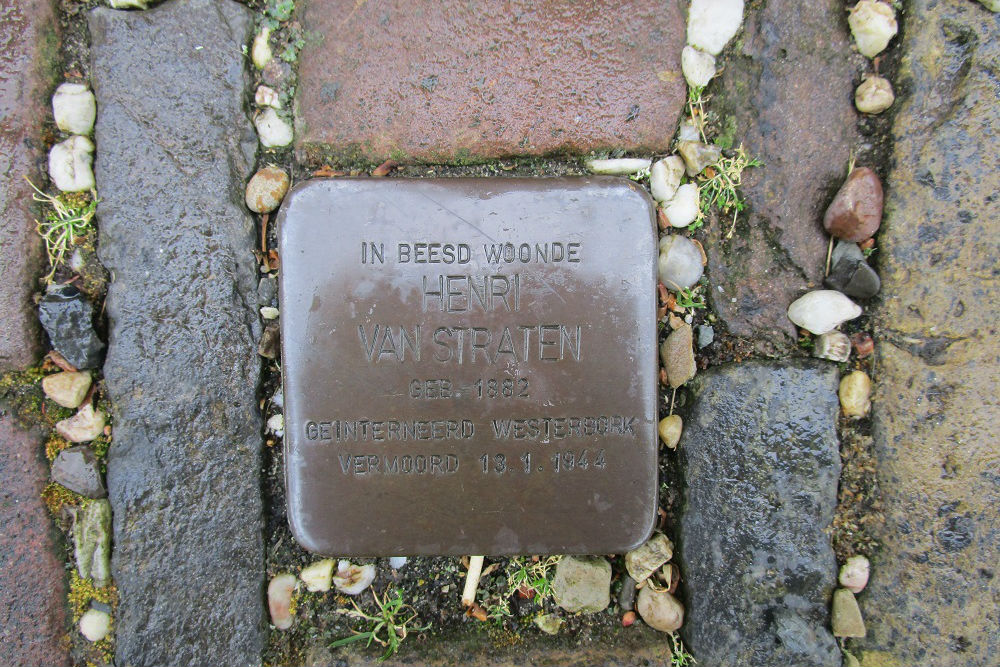 IN BEESD WOONDE
HENRI
VAN STRATEN
GEB. 1882
GEINTERNEERD WESTERBORK
VERMOORD 13.1.1944